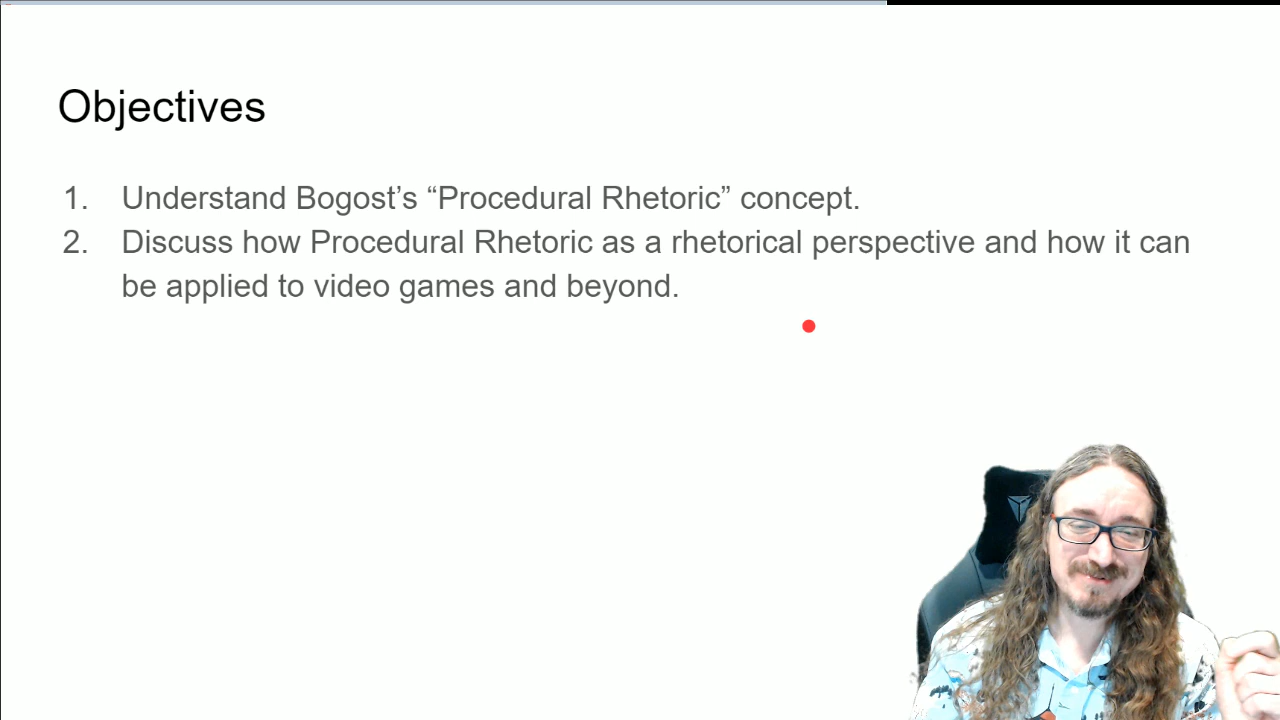 Objectives
1. Understand Bogost’s “Procedural Rhetoric” concept.
2. Discuss how Procedural Rhetoric as a rhetorical perspective and how it can
be applied to video games and beyond.